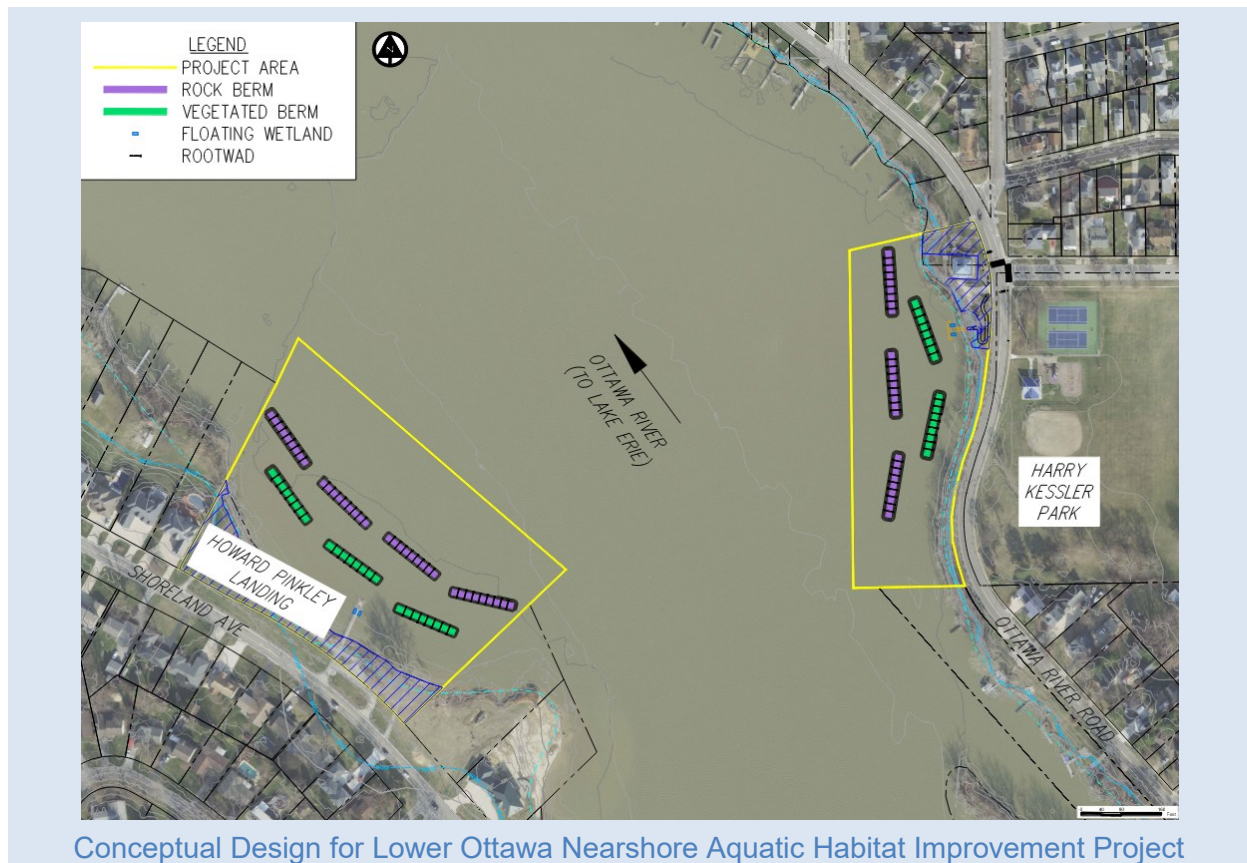 LEGEND
PROJECT AREA
ROCK BERM
VEGETATED BERM
FLOATING WETLAND
ROOTWAD
N
OTTAWA RIVER
(TO LAKE ERIE)
HARRY
KESSLER
PARK
HOWARD PINKLEY
LANDING
SHORELAND AVE
OTTAWA RIVER ROAD
Conceptual Design for Lower Ottawa Nearshore Aquatic Habitat Improvement Project